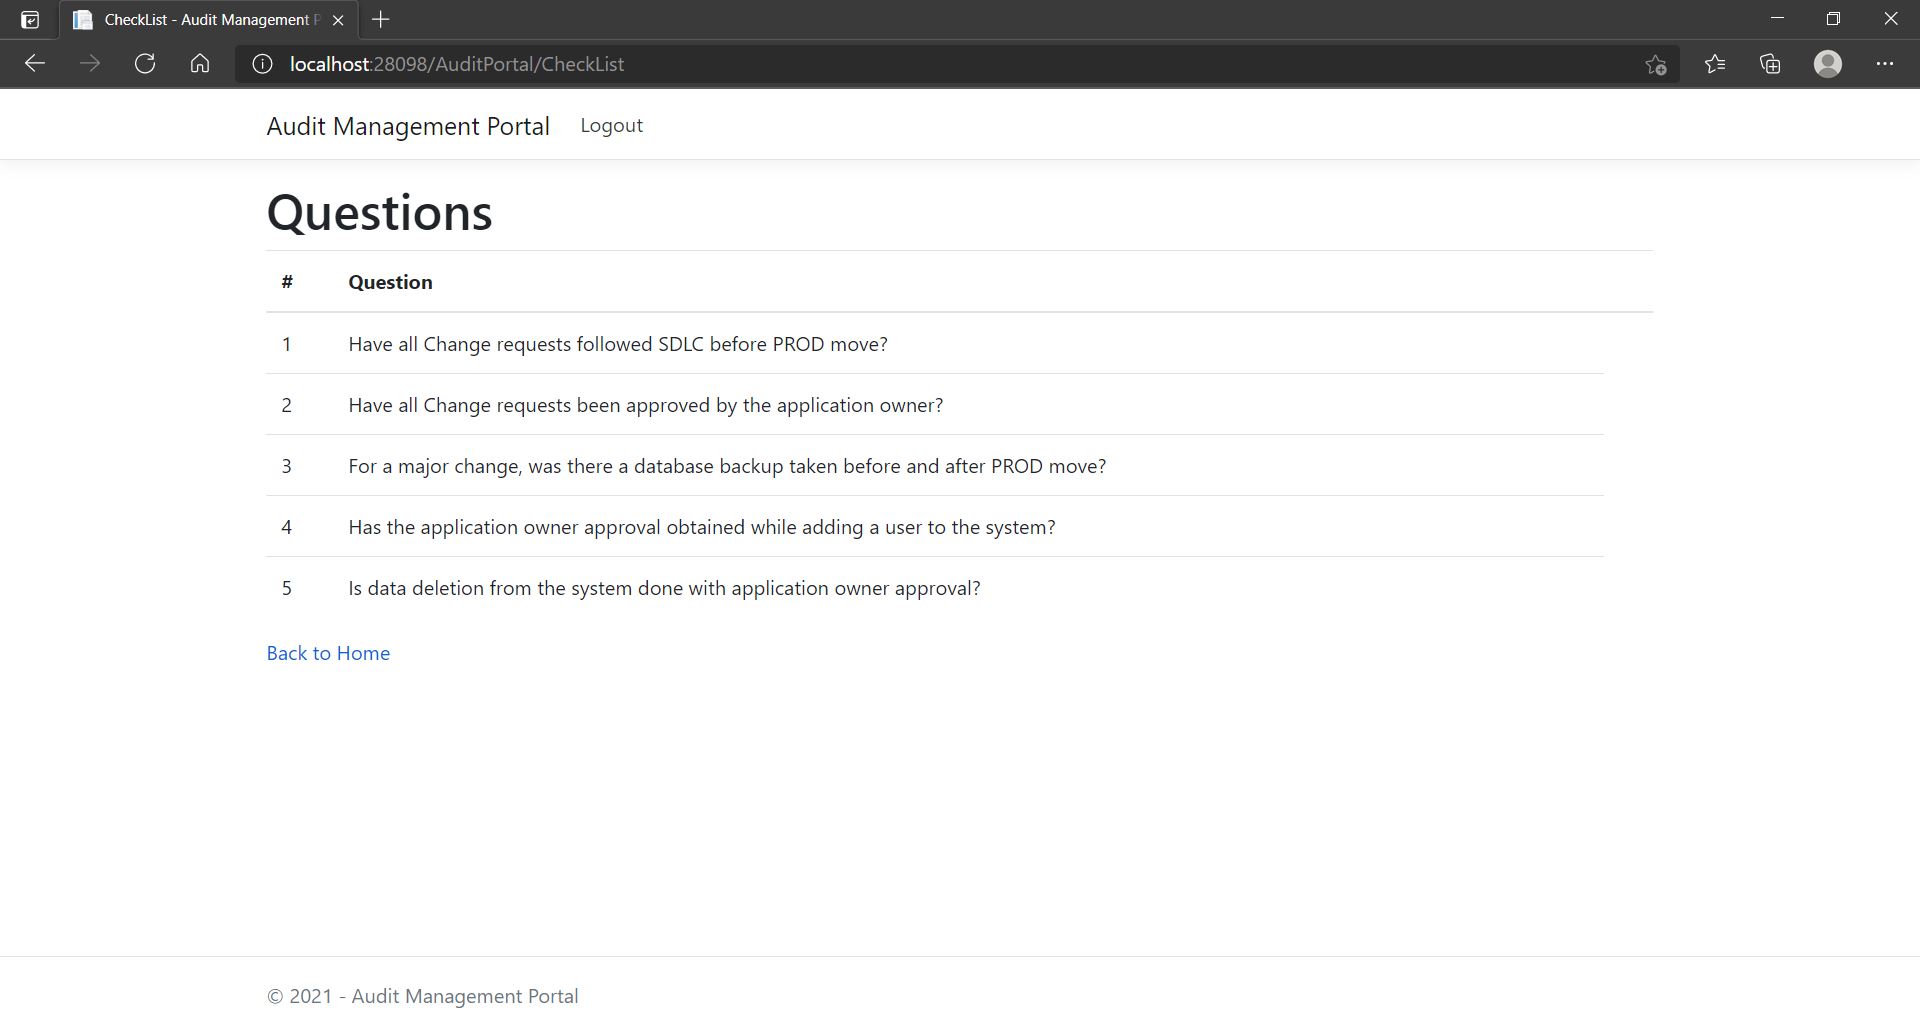 CheckList - Audit Management P
localhost:28098/AuditPortal/CheckList
Audit Management Portal Logout
Questions
# Question
1 Have all Change requests followed SDLC before PROD move?
2 Have all Change requests been approved by the application owner?
3 For a major change, was there a database backup taken before and after PROD move?
4 Has the application owner approval obtained while adding a user to the system?
5 Is data deletion from the system done with application owner approval?
Back to Home
© 2021 - Audit Management Portal